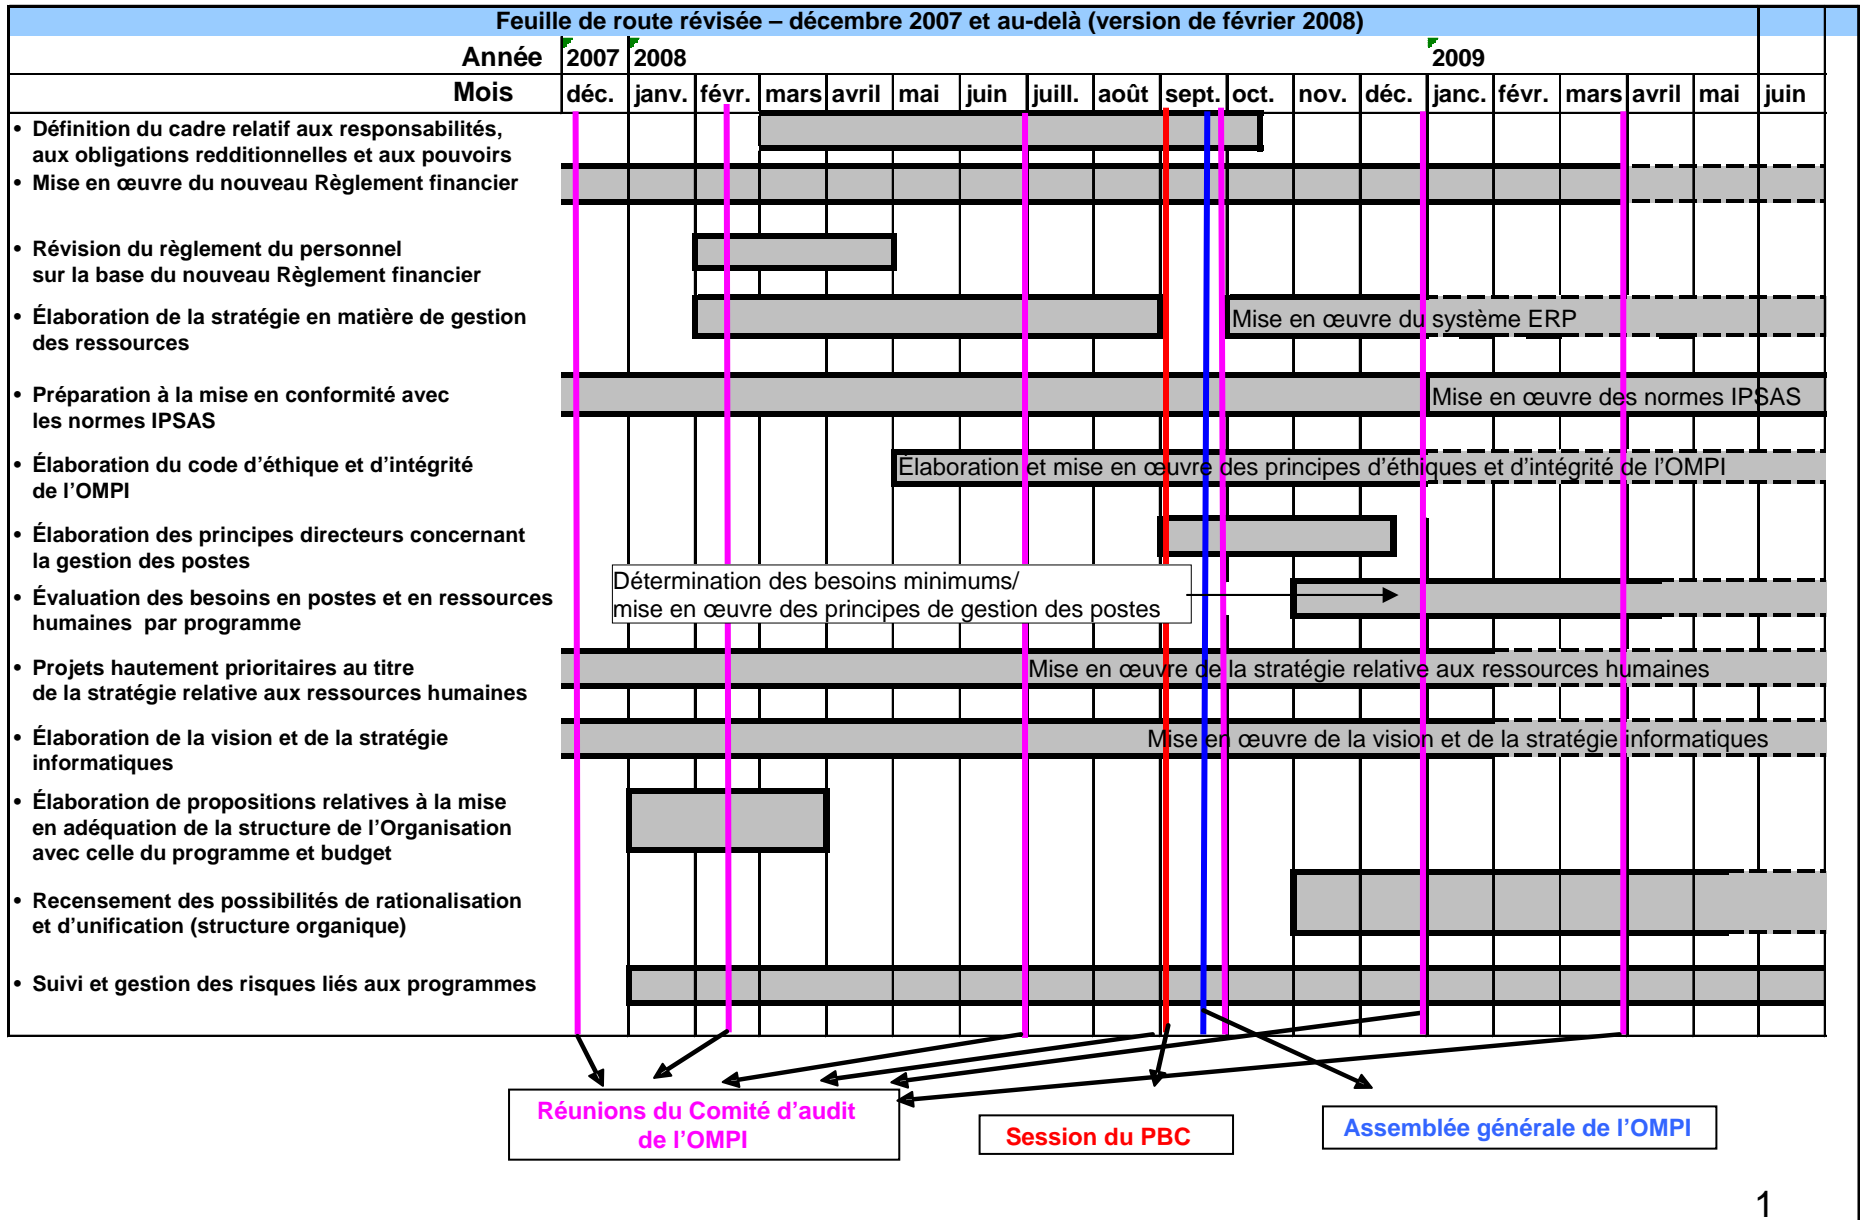 Feuille de route révisée – décembre 2007 et au-delà (version de février 2008)
Année 2007 2008 2009
Mois déc. janv. févr. mars avril mai juin juill. août sept. oct. nov. déc. janc. févr. mars avril mai juin
• Définition du cadre relatif aux responsabilités,
aux obligations redditionnelles et aux pouvoirs
• Mise en œuvre du nouveau Règlement financier
• Révision du règlement du personnel
sur la base du nouveau Règlement financier
• Élaboration de la stratégie en matière de gestion
des ressources
Mise en œuvre du système ERP
• Préparation à la mise en conformité avec
les normes IPSAS
Mise en œuvre des normes IPSAS
• Élaboration du code d'éthique et d'intégrité
de l'OMPI
Élaboration et mise en œuvre des principes d'éthiques et d'intégrité de l'OMPI
• Élaboration des principes directeurs concernant
la gestion des postes
Détermination des besoins minimums/
mise en œuvre des principes de gestion des postes
• Évaluation des besoins en postes et en ressources
humaines par programme
• Projets hautement prioritaires au titre
de la stratégie relative aux ressources humaines
Mise en œuvre de la stratégie relative aux ressources humaines
• Élaboration de la vision et de la stratégie
informatiques
Mise en œuvre de la vision et de la stratégie informatiques
• Élaboration de propositions relatives à la mise
en adéquation de la structure de l'Organisation
avec celle du programme et budget
• Recensement des possibilités de rationalisation
et d'unification (structure organique)
• Suivi et gestion des risques liés aux programmes
Réunions du Comité d'audit
de l'OMPI
Session du PBC
Assemblée générale de l'OMPI
1